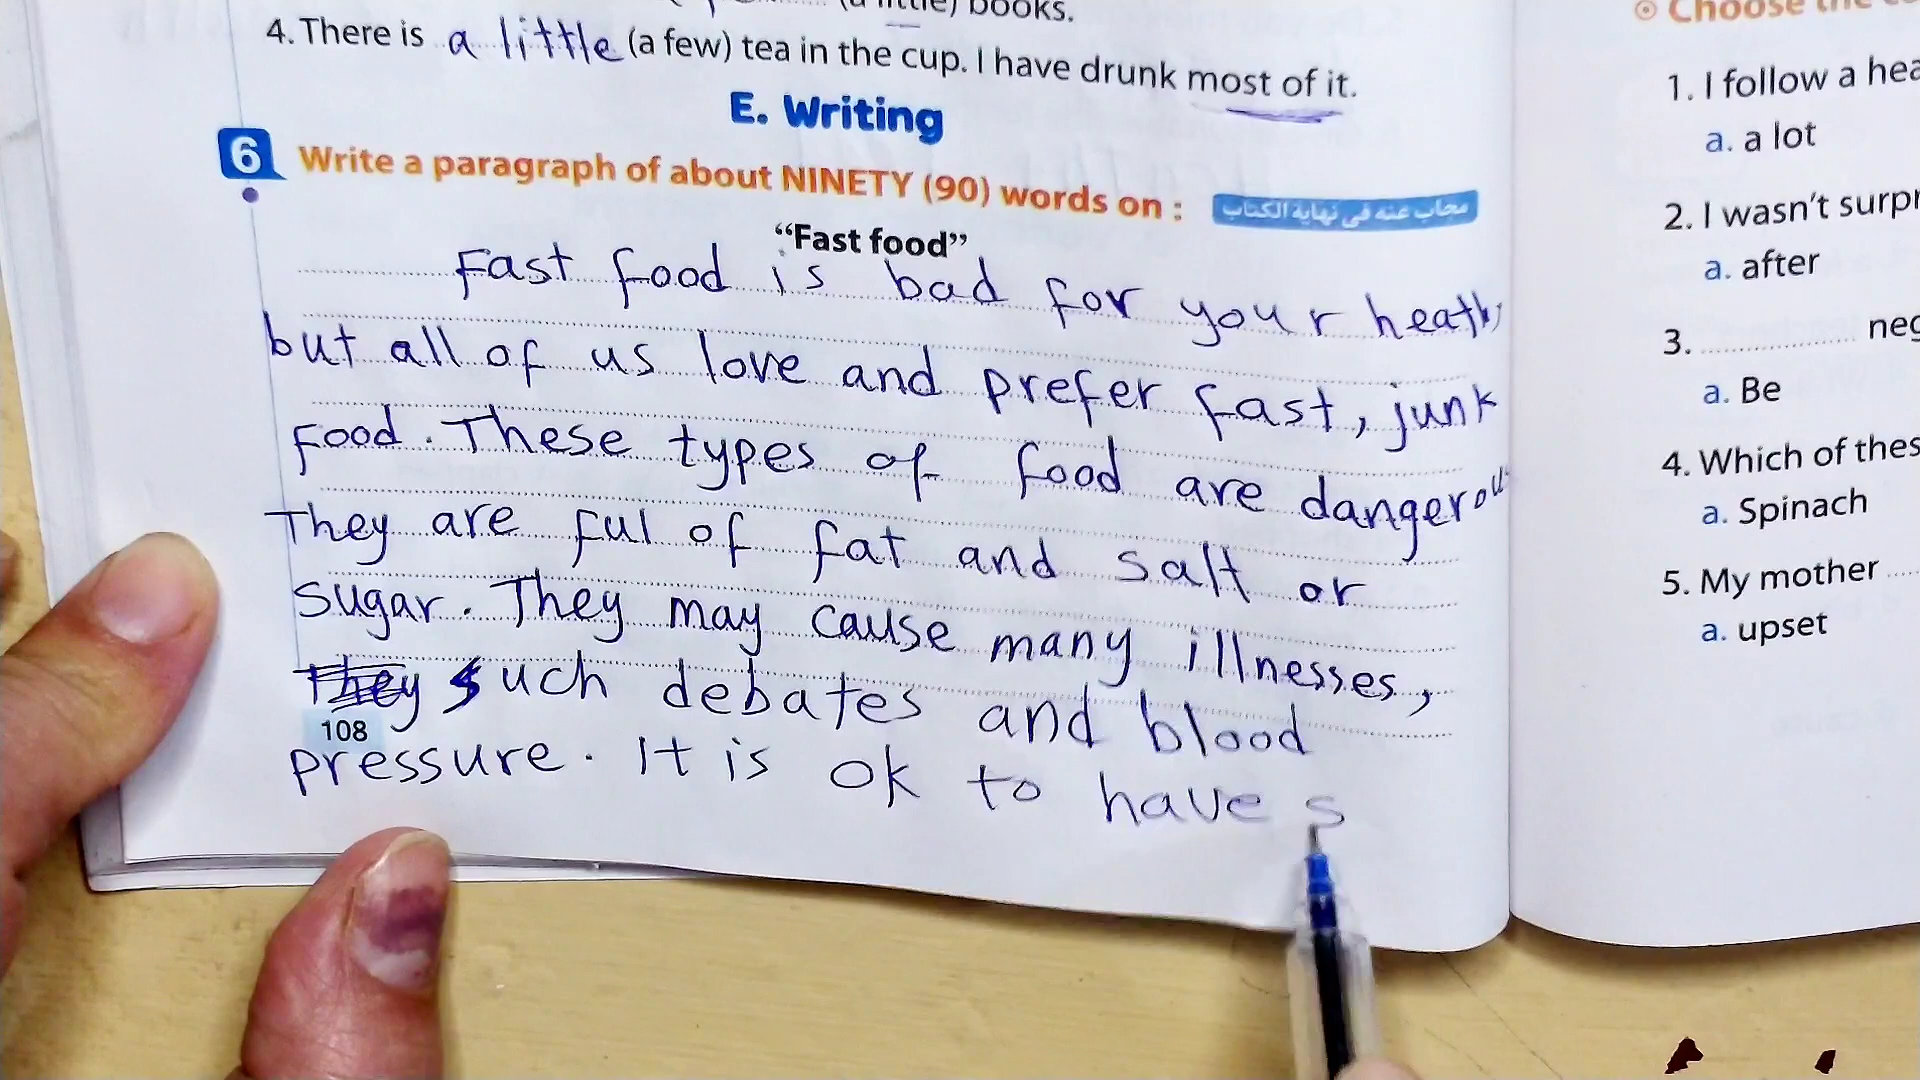 (a little) books.
4. There is a little (a few) tea in the cup. I have drunk most of it.
E. Writing
6 Write a paragraph of about NINETY (90) words on :
مجاب عنه في نهاية الكتاب
“Fast food”
Fast food is bad for your heath,
but all of us love and prefer fast, junk
food. These types of food are dangerou
They are ful of fat and salt or
sugar. They may cause many illnesses,
They such debates and blood
108
pressure. It is ok to have s
Choose the
1. I follow a hea
a. a lot
2. I wasn't surpr
a. after
3. ................ neg
a. Be
4. Which of thes
a. Spinach
5. My mother ....
a. upset